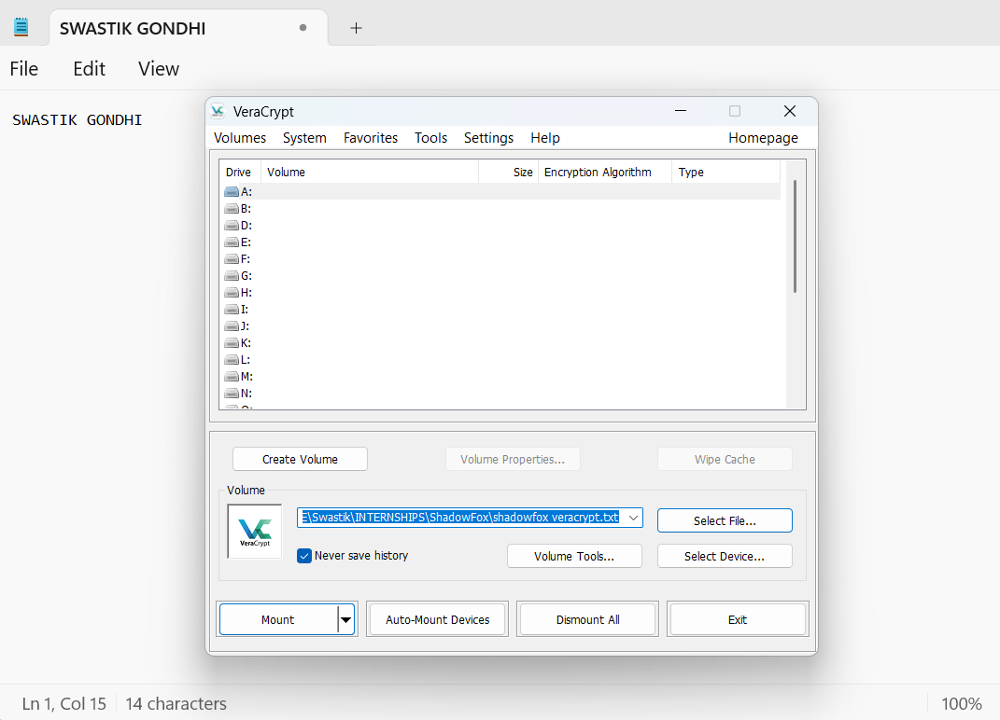 SWASTIK GONDHI
File Edit View
SWASTIK GONDHI
VeraCrypt
Volumes System Favorites Tools Settings Help Homepage
Drive Volume Size Encryption Algorithm Type
A:
B:
D:
E:
F:
G:
H:
I:
J:
K:
L:
M:
N:
Create Volume Volume Properties... Wipe Cache
Volume
VeraCrypt
E\Swastik\INTERNSHIPS\ShadowFox\shadowfox veracrypt.txt Select File...
Never save history Volume Tools... Select Device...
Mount Auto-Mount Devices Dismount All Exit
Ln 1, Col 15 14 characters 100%